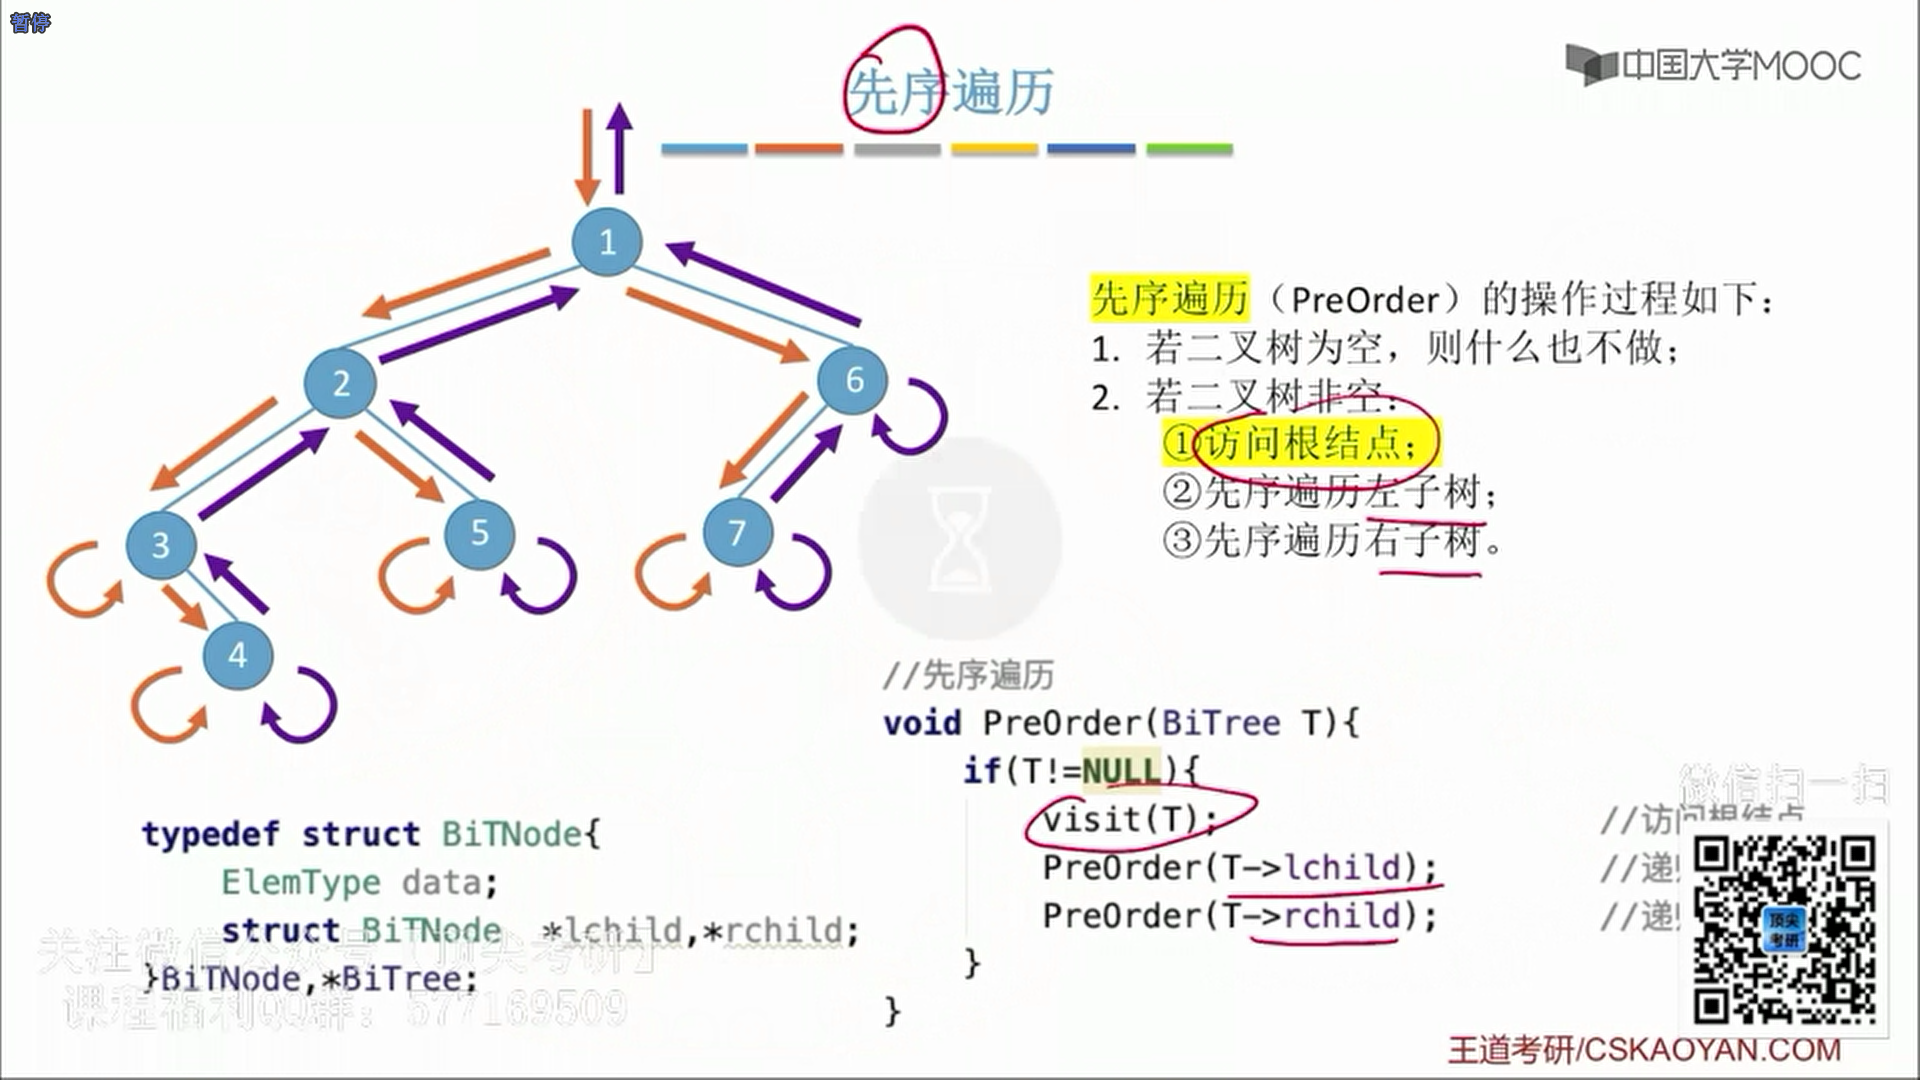 暂停
先序遍历
中国大学MOOC
1
2
6
3
5
7
4
先序遍历（PreOrder）的操作过程如下：
1. 若二叉树为空，则什么也不做；
2. 若二叉树非空：
①访问根结点；
②先序遍历左子树；
③先序遍历右子树。
//先序遍历
void PreOrder(BiTree T){
if(T!=NULL){
visit(T); //访问根结点
PreOrder(T->lchild); //递
PreOrder(T->rchild); //递
}
}
typedef struct BiTNode{
ElemType data;
struct BiTNode *lchild,*rchild;
}BiTNode,*BiTree;
关注微信公众号【顶尖考研】
课程福利QQ群：577169509
微信扫一扫
顶尖
考研
王道考研/CSKAOYAN.COM